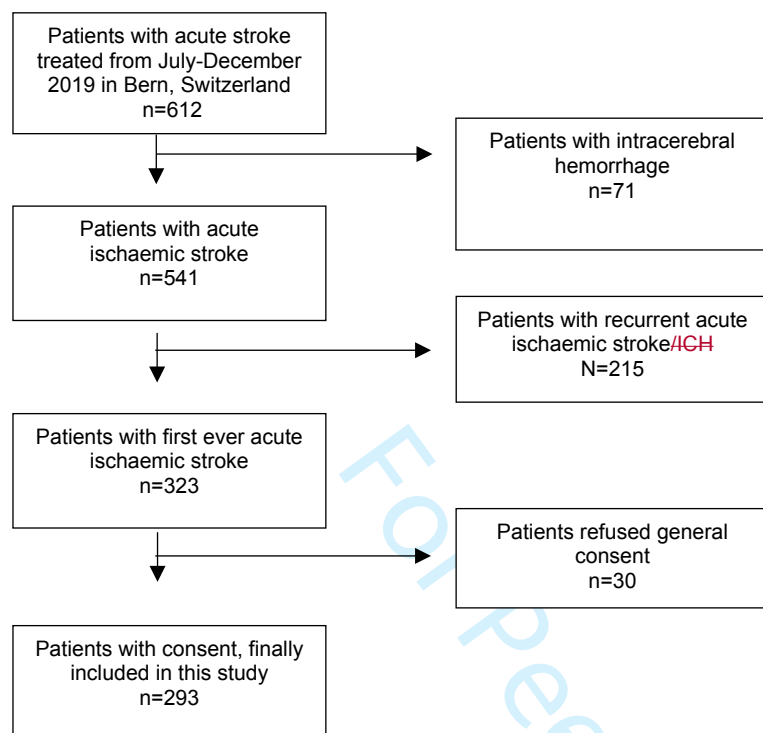 Patients with acute stroke
treated from July-December
2019 in Bern, Switzerland
n=612
Patients with intracerebral
hemorrhage
n=71
Patients with acute
ischaemic stroke
n=541
Patients with recurrent acute
ischaemic stroke/ICH
N=215
Patients with first ever acute
ischaemic stroke
n=323
Patients refused general
consent
n=30
Patients with consent, finally
included in this study
n=293
For Pee